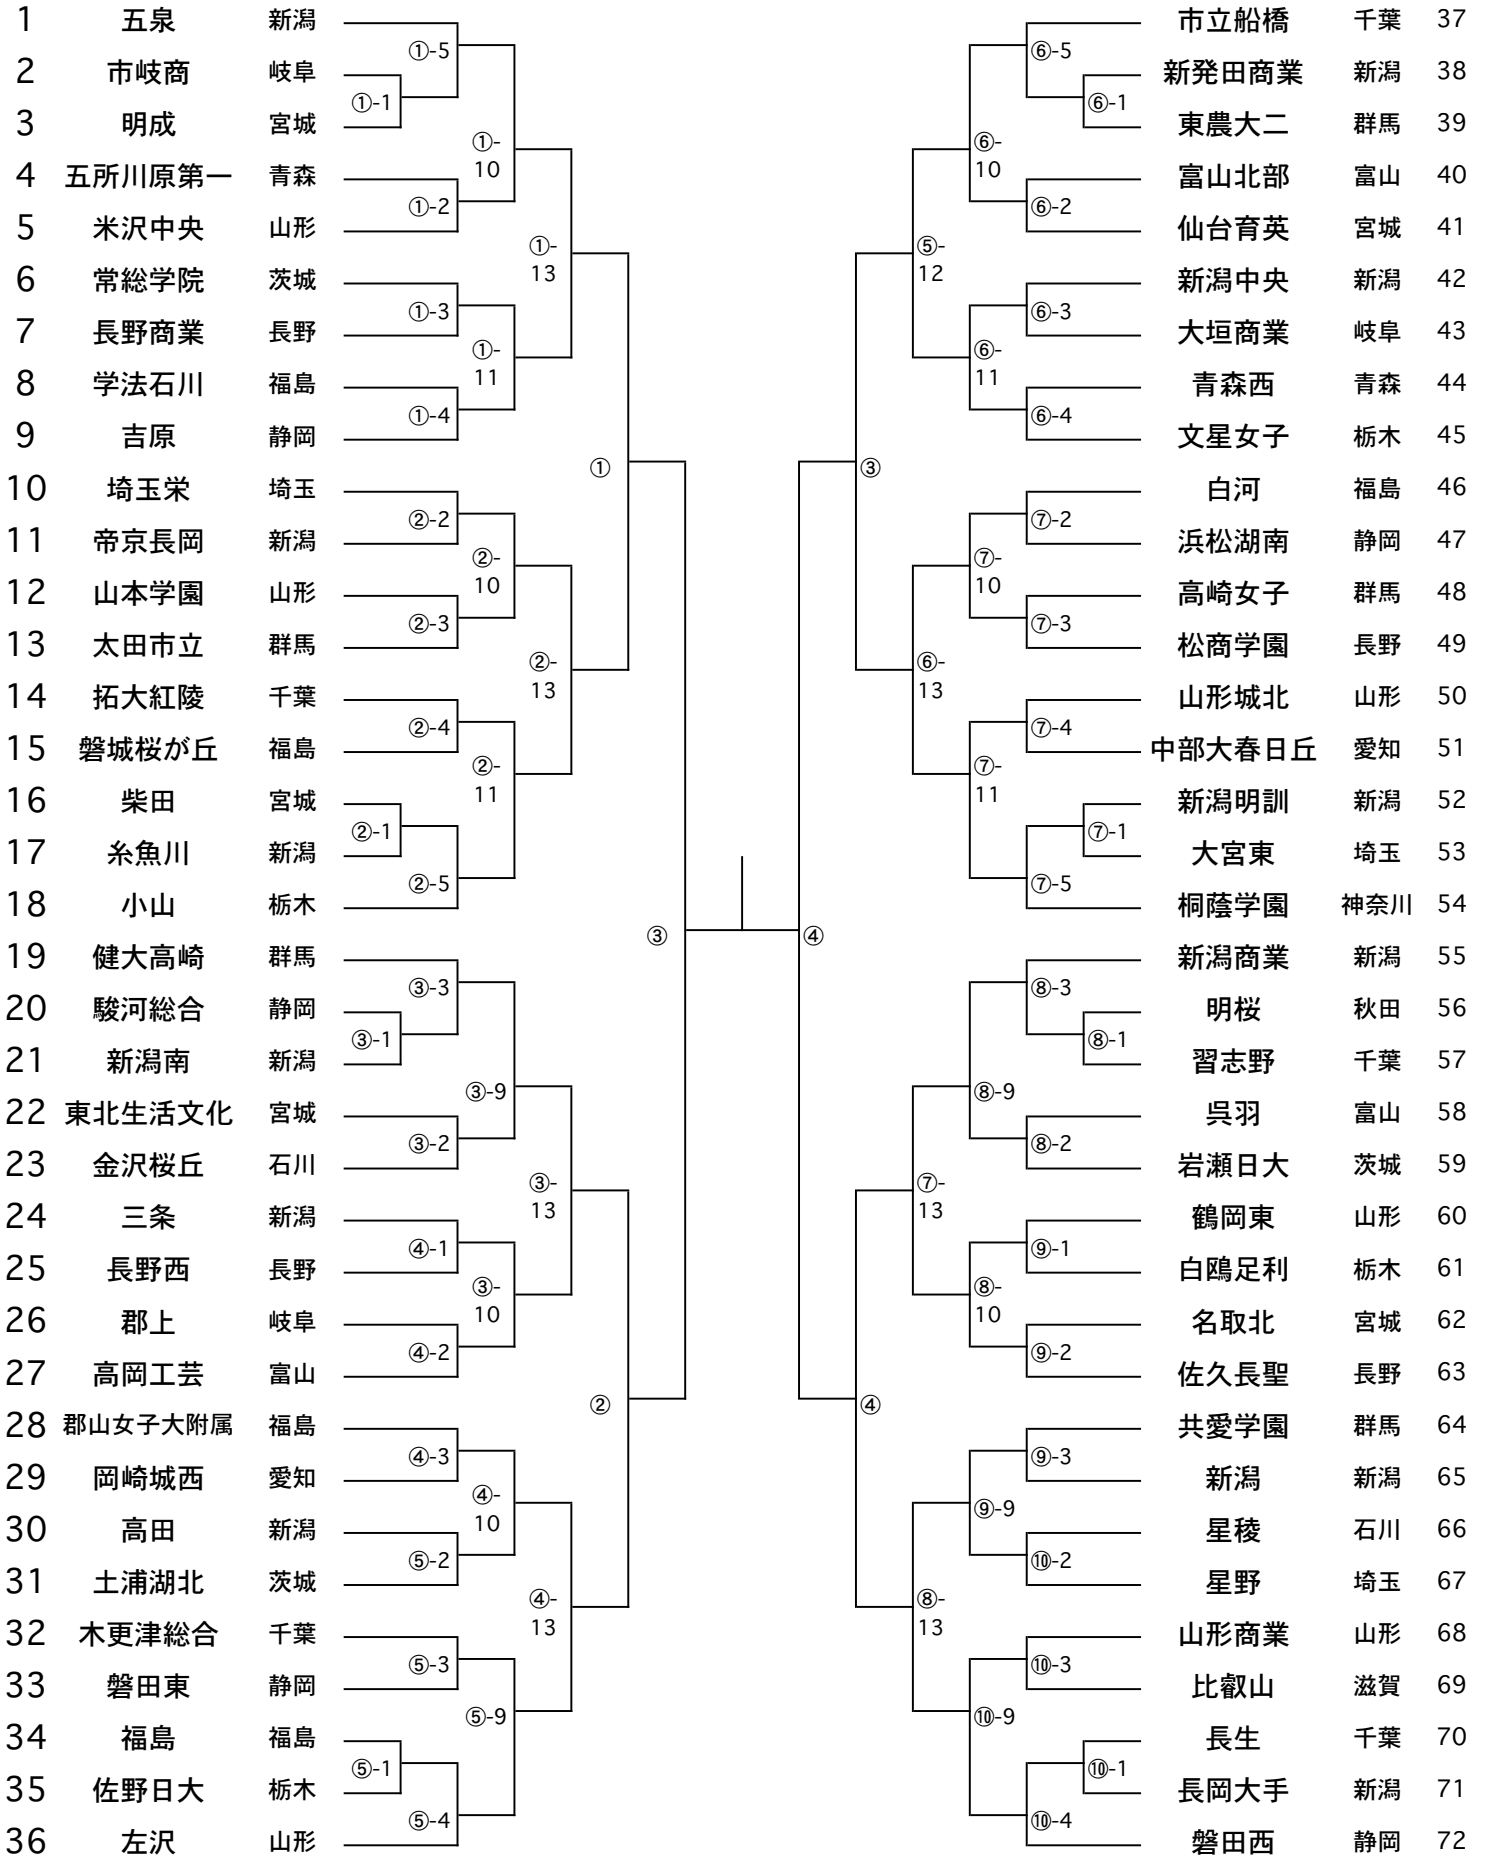 1 五泉 新潟
2 市岐商 岐阜
3 明成 宮城
4 五所川原第一 青森
5 米沢中央 山形
6 常総学院 茨城
7 長野商業 長野
8 学法石川 福島
9 吉原 静岡
10 埼玉栄 埼玉
11 帝京長岡 新潟
12 山本学園 山形
13 太田市立 群馬
14 拓大紅陵 千葉
15 磐城桜が丘 福島
16 柴田 宮城
17 糸魚川 新潟
18 小山 栃木
19 健大高崎 群馬
20 駿河総合 静岡
21 新潟南 新潟
22 東北生活文化 宮城
23 金沢桜丘 石川
24 三条 新潟
25 長野西 長野
26 郡上 岐阜
27 高岡工芸 富山
28 郡山女子大附属 福島
29 岡崎城西 愛知
30 高田 新潟
31 土浦湖北 茨城
32 木更津総合 千葉
33 磐田東 静岡
34 福島 福島
35 佐野日大 栃木
36 左沢 山形
①-5
①-1
①-
10
①-2
①-
13
①-3
①-
11
①-4
①
②-2
②-
10
②-3
②-
13
②-4
②-
11
②-1
②-5
③
③-3
③-1
③-9
③-2
③-
13
④-1
③-
10
④-2
②
④-3
④-
10
⑤-2
④-
13
⑤-3
⑤-9
⑤-1
⑤-4
⑥-5
⑥-1
⑥-
10
⑥-2
⑤-
12
⑥-3
⑥-
11
⑥-4
③
⑦-2
⑦-
10
⑦-3
⑥-
13
⑦-4
⑦-
11
⑦-1
⑦-5
④
⑧-3
⑧-1
⑧-9
⑧-2
⑦-
13
⑨-1
⑧-
10
⑨-2
④
⑨-3
⑨-9
⑩-2
⑧-
13
⑩-3
⑩-9
⑩-1
⑩-4
市立船橋 千葉 37
新発田商業 新潟 38
東農大二 群馬 39
富山北部 富山 40
仙台育英 宮城 41
新潟中央 新潟 42
大垣商業 岐阜 43
青森西 青森 44
文星女子 栃木 45
白河 福島 46
浜松湖南 静岡 47
高崎女子 群馬 48
松商学園 長野 49
山形城北 山形 50
中部大春日丘 愛知 51
新潟明訓 新潟 52
大宮東 埼玉 53
桐蔭学園 神奈川 54
新潟商業 新潟 55
明桜 秋田 56
習志野 千葉 57
呉羽 富山 58
岩瀬日大 茨城 59
鶴岡東 山形 60
白鴎足利 栃木 61
名取北 宮城 62
佐久長聖 長野 63
共愛学園 群馬 64
新潟 新潟 65
星稜 石川 66
星野 埼玉 67
山形商業 山形 68
比叡山 滋賀 69
長生 千葉 70
長岡大手 新潟 71
磐田西 静岡 72